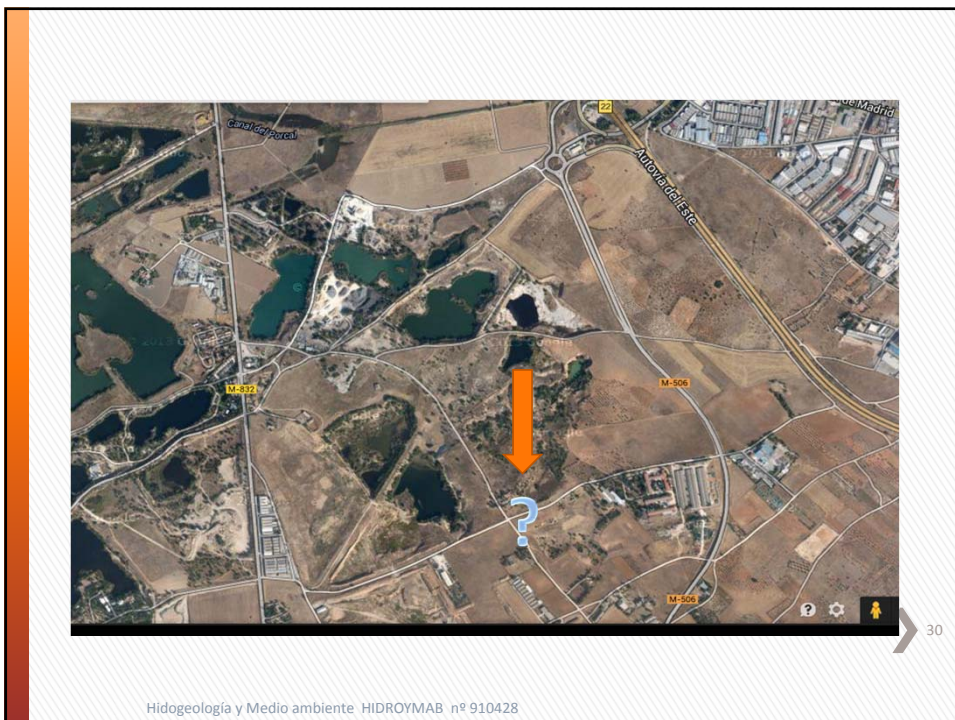 Canal del Porcal
22
de Madrid
Autovía del Este
M-832
M-506
?
M-506
?
30
Hidogeología y Medio ambiente HIDROYMAB nº 910428